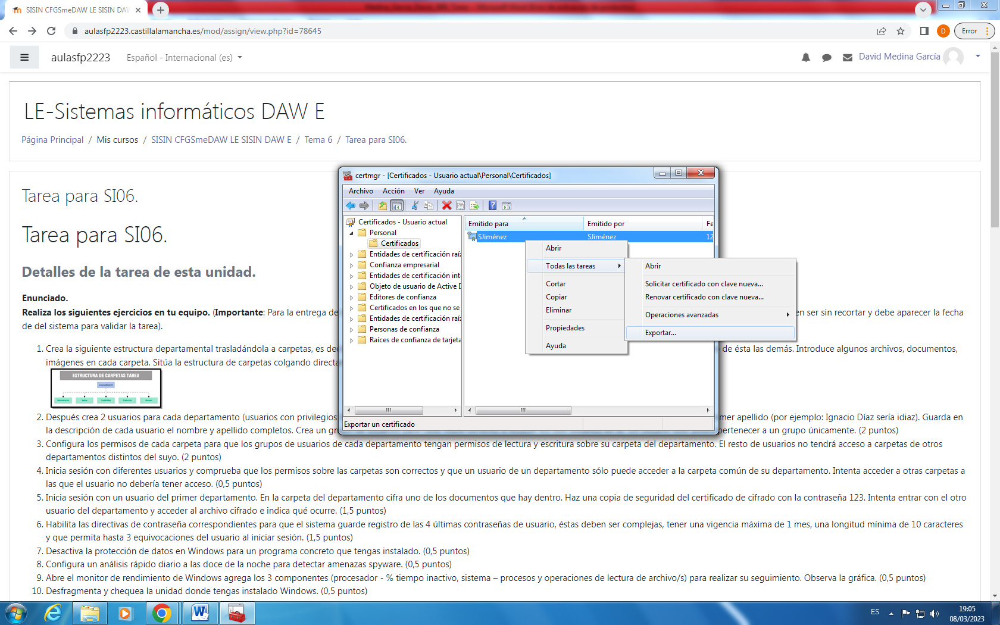 SISIN CFGSmeDAW LE SISIN DAW
aulasfp2223.castillalamancha.es/mod/assign/view.php?id=78645
D
Error
aulasfp2223
Español - Internacional (es)
David Medina García
LE-Sistemas informáticos DAW E
Página Principal / Mis cursos / SISIN CFGSmeDAW LE SISIN DAW E / Tema 6 / Tarea para SI06.
Tarea para SI06.
Tarea para SI06.
Detalles de la tarea de esta unidad.
Enunciado.
Realiza los siguientes ejercicios en tu equipo. (Importante: Para la entrega de
en ser sin recortar y debe aparecer la fecha
de del sistema para validar la tarea).
1. Crea la siguiente estructura departamental trasladándola a carpetas, es dec
de ésta las demás. Introduce algunos archivos, documentos,
imágenes en cada carpeta. Sitúa la estructura de carpetas colgando directa
ESTRUCTURA DE CARPETAS TAREA
2. Después crea 2 usuarios para cada departamento (usuarios con privilegios
mer apellido (por ejemplo: Ignacio Díaz sería idiaz). Guarda en
la descripción de cada usuario el nombre y apellido completos. Crea un gru
pertenecer a un grupo únicamente. (2 puntos)
3. Configura los permisos de cada carpeta para que los grupos de usuarios de cada departamento tengan permisos de lectura y escritura sobre su carpeta del departamento. El resto de usuarios no tendrá acceso a carpetas de otros
departamentos distintos del suyo. (2 puntos)
4. Inicia sesión con diferentes usuarios y comprueba que los permisos sobre las carpetas son correctos y que un usuario de un departamento sólo puede acceder a la carpeta común de su departamento. Intenta acceder a otras carpetas a
las que el usuario no debería tener acceso. (0,5 puntos)
5. Inicia sesión con un usuario del primer departamento. En la carpeta del departamento cifra uno de los documentos que hay dentro. Haz una copia de seguridad del certificado de cifrado con la contraseña 123. Intenta entrar con el otro
usuario del departamento y acceder al archivo cifrado e indica qué ocurre. (1,5 puntos)
6. Habilita las directivas de contraseña correspondientes para que el sistema guarde registro de las 4 últimas contraseñas de usuario, éstas deben ser complejas, tener una vigencia máxima de 1 mes, una longitud mínima de 10 caracteres
y que permita hasta 3 equivocaciones del usuario al iniciar sesión. (1,5 puntos)
7. Desactiva la protección de datos en Windows para un programa concreto que tengas instalado. (0,5 puntos)
8. Configura un análisis rápido diario a las doce de la noche para detectar amenazas spyware. (0,5 puntos)
9. Abre el monitor de rendimiento de Windows agrega los 3 componentes (procesador - % tiempo inactivo, sistema – procesos y operaciones de lectura de archivo/s) para realizar su seguimiento. Observa la gráfica. (0,5 puntos)
10. Desfragmenta y chequea la unidad donde tengas instalado Windows. (0,5 puntos)
certmgr - [Certificados - Usuario actual\Personal\Certificados]
Archivo Acción Ver Ayuda
Certificados - Usuario actual
Personal
Certificados
Entidades de certificación raíz
Confianza empresarial
Entidades de certificación int
Objeto de usuario de Active D
Editores de confianza
Certificados en los que no se
Entidades de certificación raíz
Personas de confianza
Raíces de confianza de tarjeta
Emitido para Emitido por Fe
SJiménez SJiménez 12
Abrir
Todas las tareas
Cortar
Copiar
Eliminar
Propiedades
Ayuda
Abrir
Solicitar certificado con clave nueva...
Renovar certificado con clave nueva...
Operaciones avanzadas
Exportar...
Exportar un certificado
ES
19:05
08/03/2023